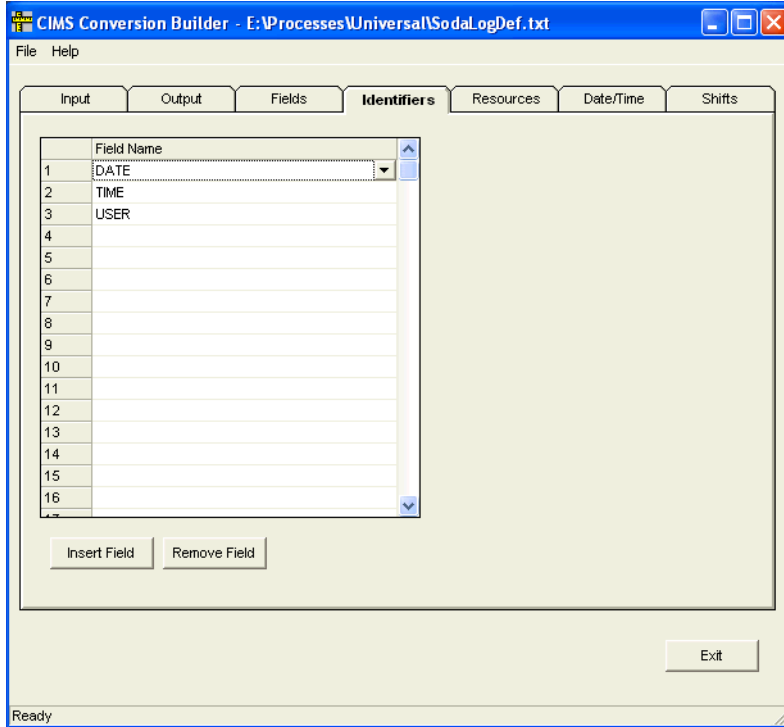 CIMS Conversion Builder - E:\Processes\Universal\SodaLogDef.txt
File Help
Input Output Fields Identifiers Resources Date/Time Shifts
Field Name
1 DATE
2 TIME
3 USER
4
5
6
7
8
9
10
11
12
13
14
15
16
Insert Field Remove Field
Exit
Ready